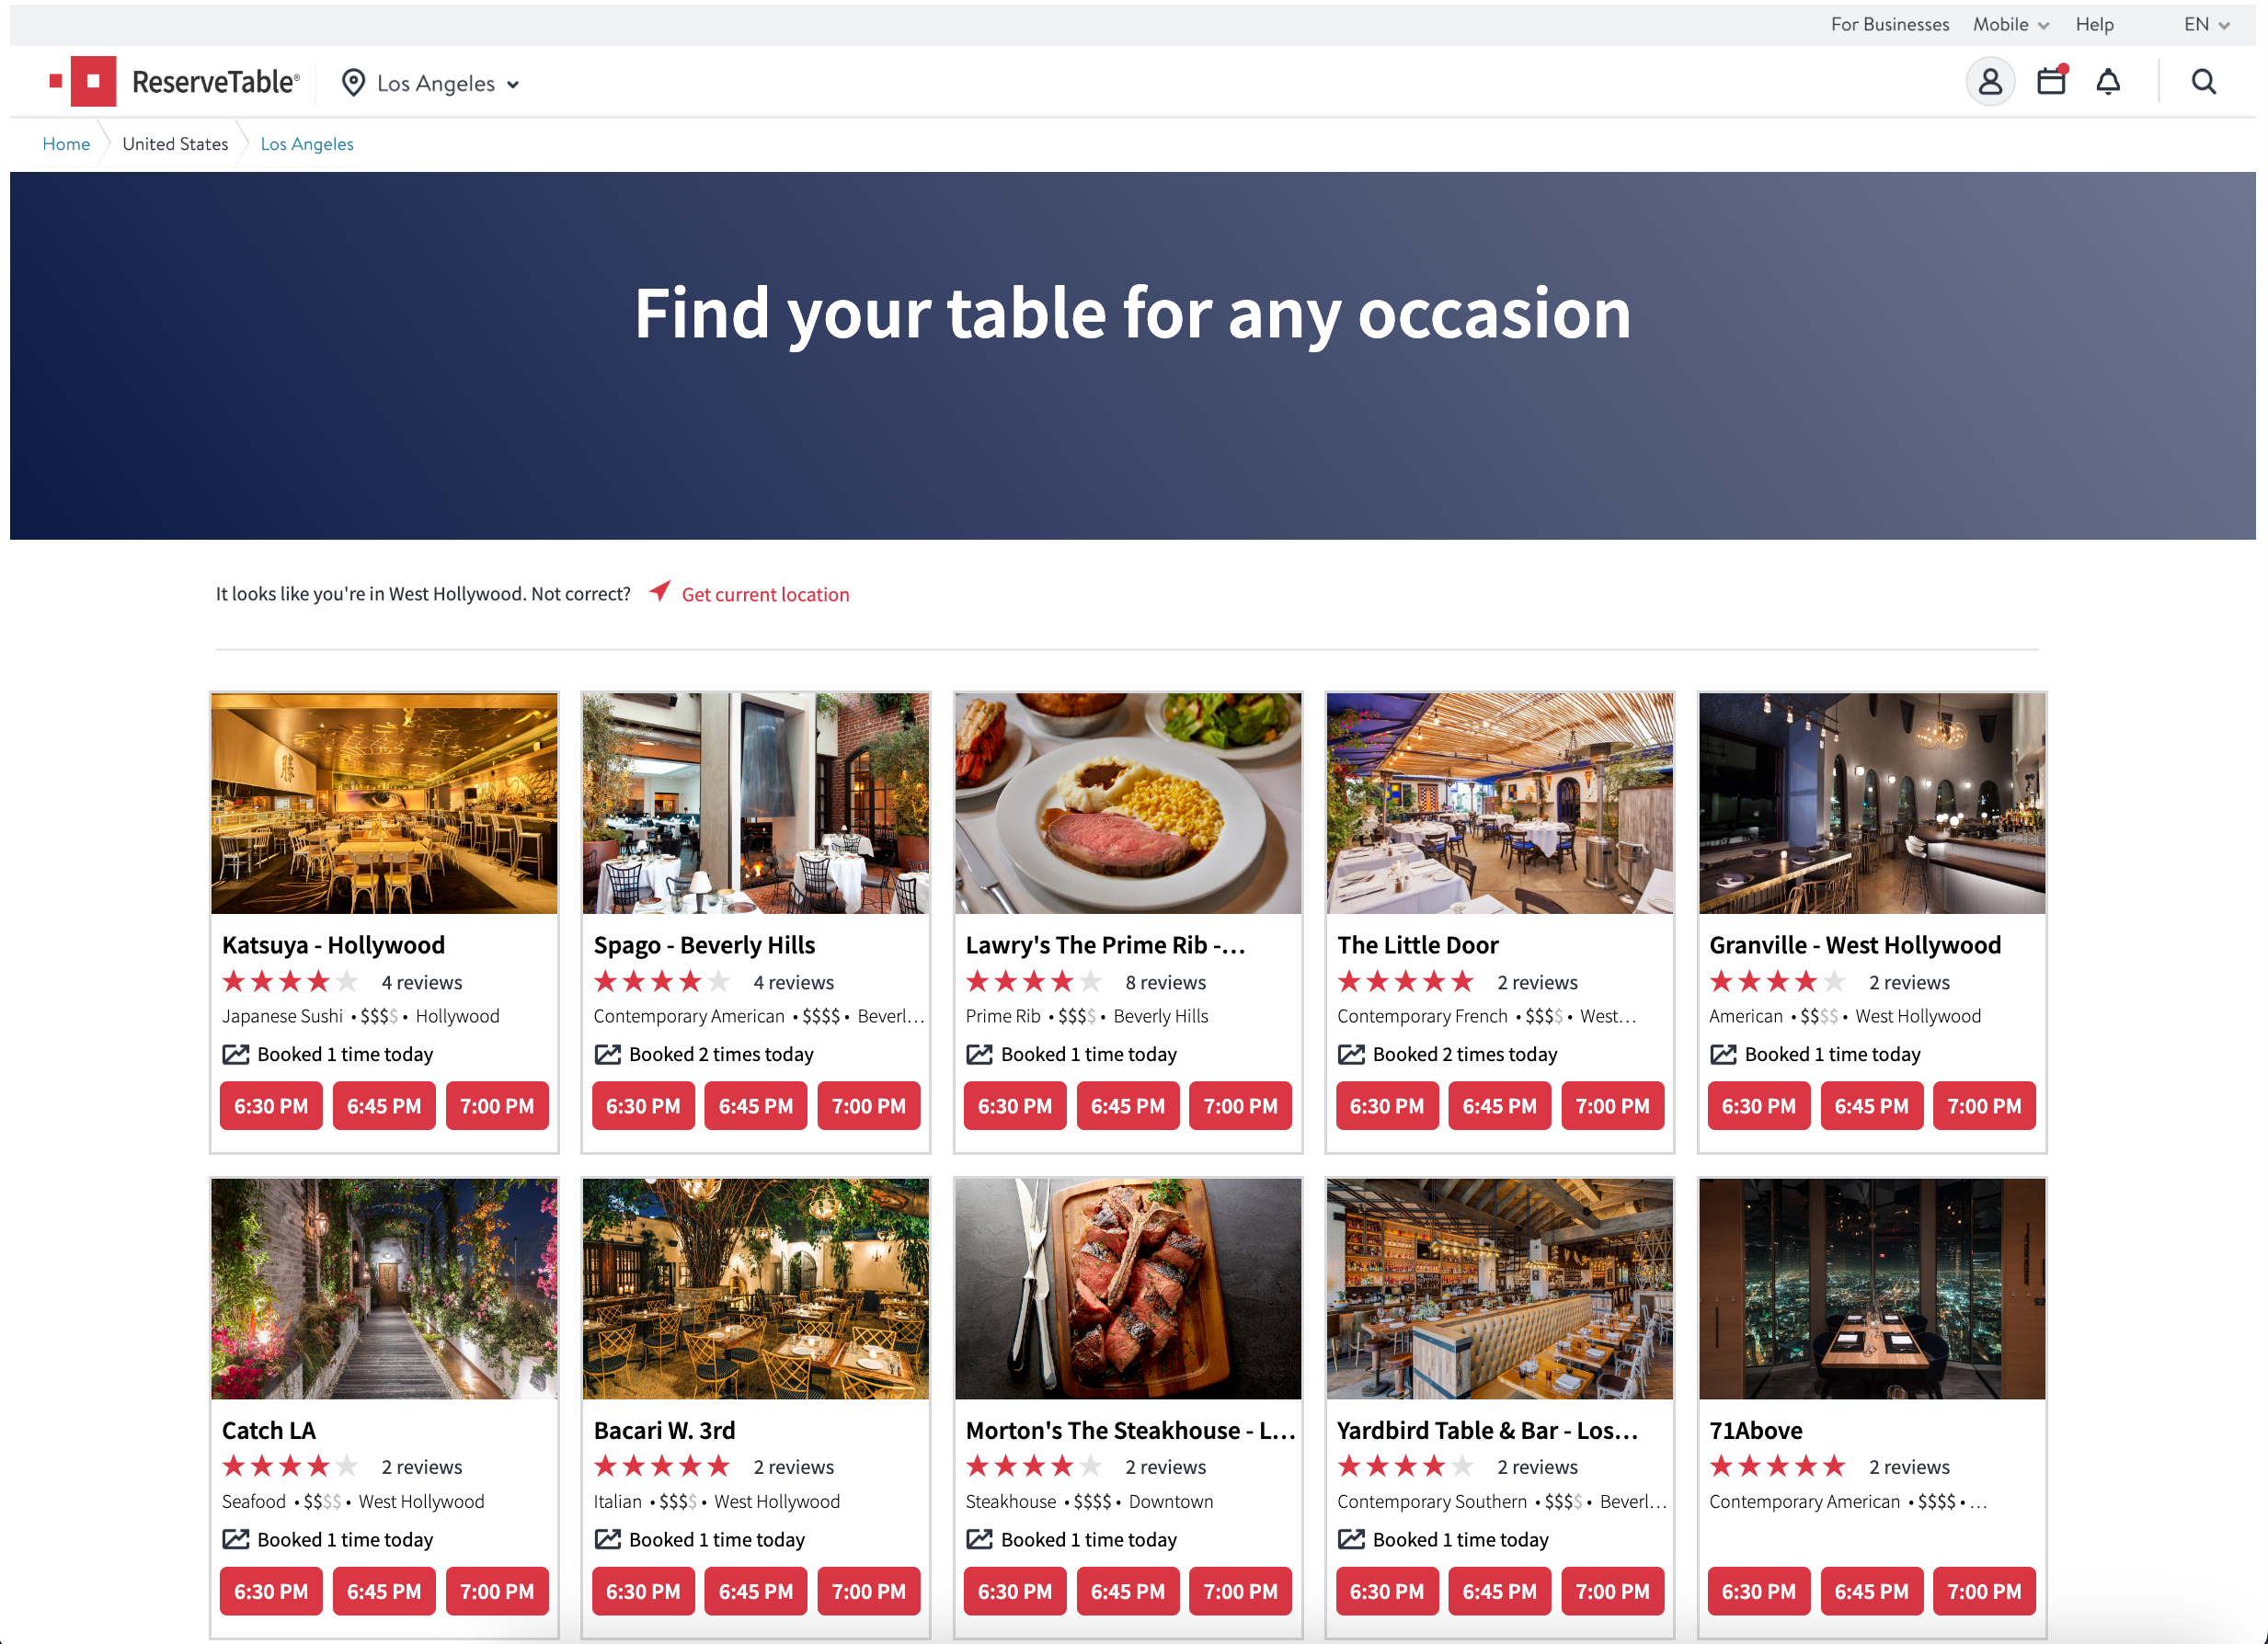 For Businesses Mobile Help EN
ReserveTable® Los Angeles
Home United States Los Angeles
Find your table for any occasion
It looks like you're in West Hollywood. Not correct? Get current location
Katsuya - Hollywood
4 reviews
Japanese Sushi • $$$$ • Hollywood
Booked 1 time today
6:30 PM 6:45 PM 7:00 PM
Spago - Beverly Hills
4 reviews
Contemporary American • $$$$ • Beverl...
Booked 2 times today
6:30 PM 6:45 PM 7:00 PM
Lawry's The Prime Rib -...
8 reviews
Prime Rib • $$$$ • Beverly Hills
Booked 1 time today
6:30 PM 6:45 PM 7:00 PM
The Little Door
2 reviews
Contemporary French • $$$$ • West...
Booked 2 times today
6:30 PM 6:45 PM 7:00 PM
Granville - West Hollywood
2 reviews
American • $$$$ • West Hollywood
Booked 1 time today
6:30 PM 6:45 PM 7:00 PM
Catch LA
2 reviews
Seafood • $$$$ • West Hollywood
Booked 1 time today
6:30 PM 6:45 PM 7:00 PM
Bacari W. 3rd
2 reviews
Italian • $$$$ • West Hollywood
Booked 1 time today
6:30 PM 6:45 PM 7:00 PM
Morton's The Steakhouse - L...
2 reviews
Steakhouse • $$$$ • Downtown
Booked 1 time today
6:30 PM 6:45 PM 7:00 PM
Yardbird Table & Bar - Los...
2 reviews
Contemporary Southern • $$$$ • Beverl...
Booked 1 time today
6:30 PM 6:45 PM 7:00 PM
71Above
2 reviews
Contemporary American • $$$$ • ...
6:30 PM 6:45 PM 7:00 PM